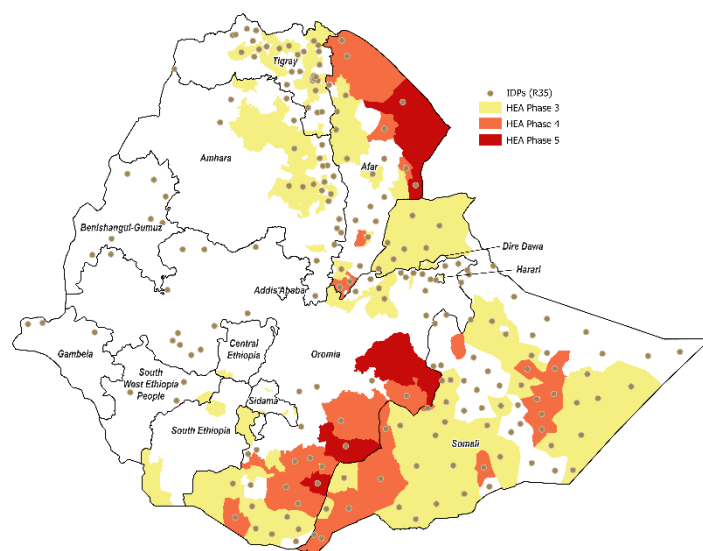 Tigray
IDPs (R35)
HEA Phase 3
HEA Phase 4
HEA Phase 5
Amhara
Afar
Benishangul-Gumuz
Dire Dawa
Harari
Addis Ababa
Gambela
South
West Ethiopia
People
Central
Ethiopia
Oromia
Sidama
South Ethiopia
Somali